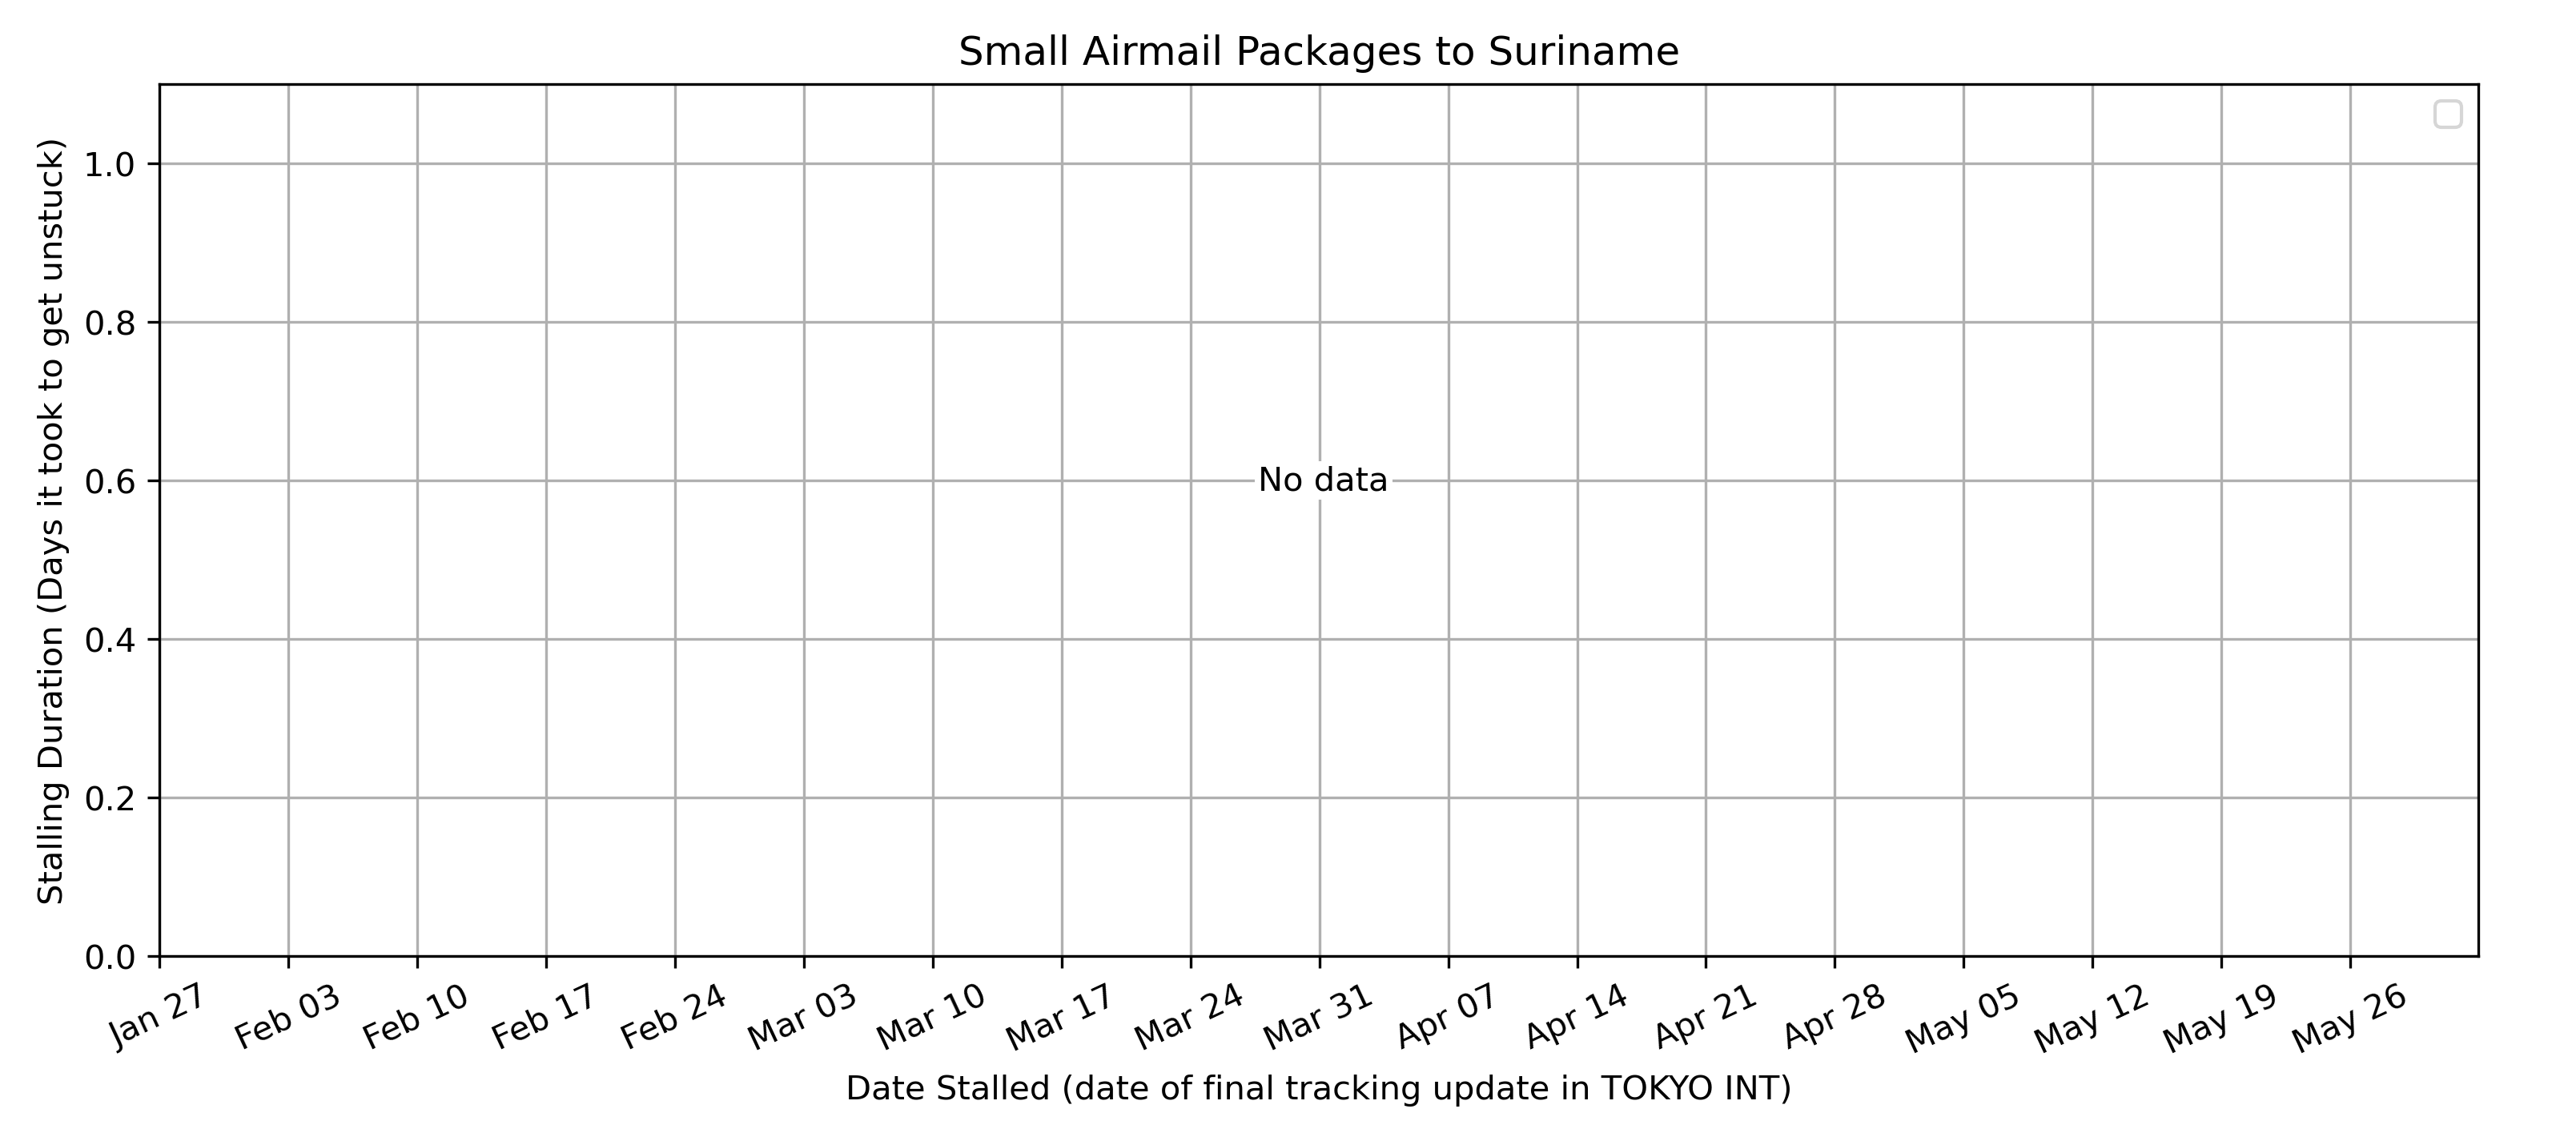 Small Airmail Packages to Suriname
Stalling Duration (Days it took to get unstuck)
1.0
0.8
0.6
0.4
0.2
0.0
No data
Jan 27
Feb 03
Feb 10
Feb 17
Feb 24
Mar 03
Mar 10
Mar 17
Mar 24
Mar 31
Apr 07
Apr 14
Apr 21
Apr 28
May 05
May 12
May 19
May 26
Date Stalled (date of final tracking update in TOKYO INT)